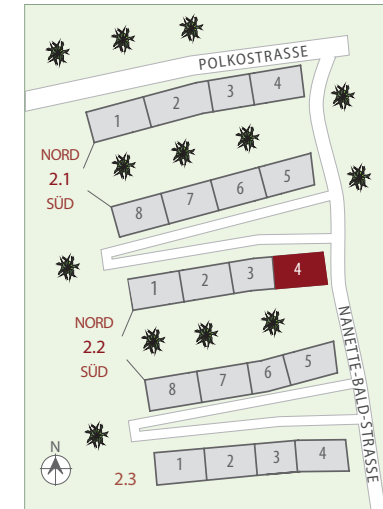 POLKOSTRASSE
1 2 3 4
NORD
2.1
SÜD
8 7 6 5
1 2 3 4
NORD
2.2
SÜD
8 7 6 5
NANETTE-BALD-STRASSE
N
2.3
1 2 3 4